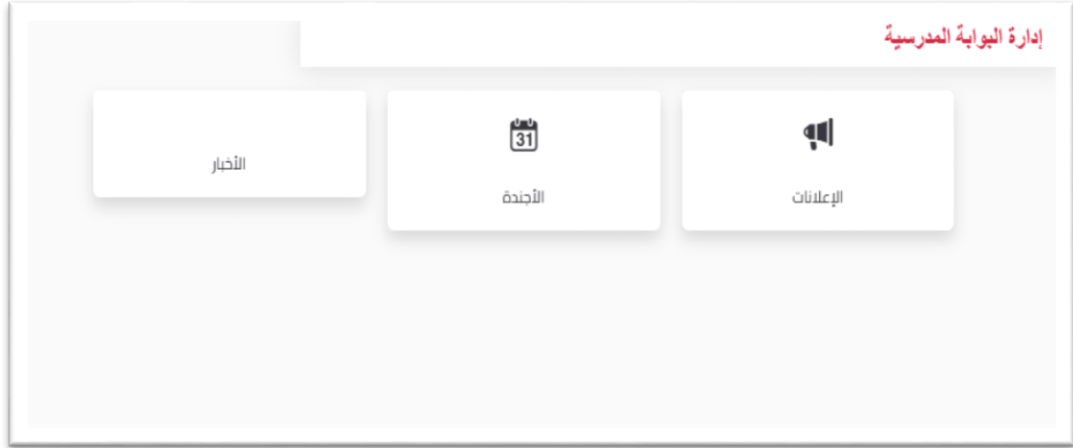 إدارة البوابة المدرسية
31
الإعلانات
الأجندة
الأخبار